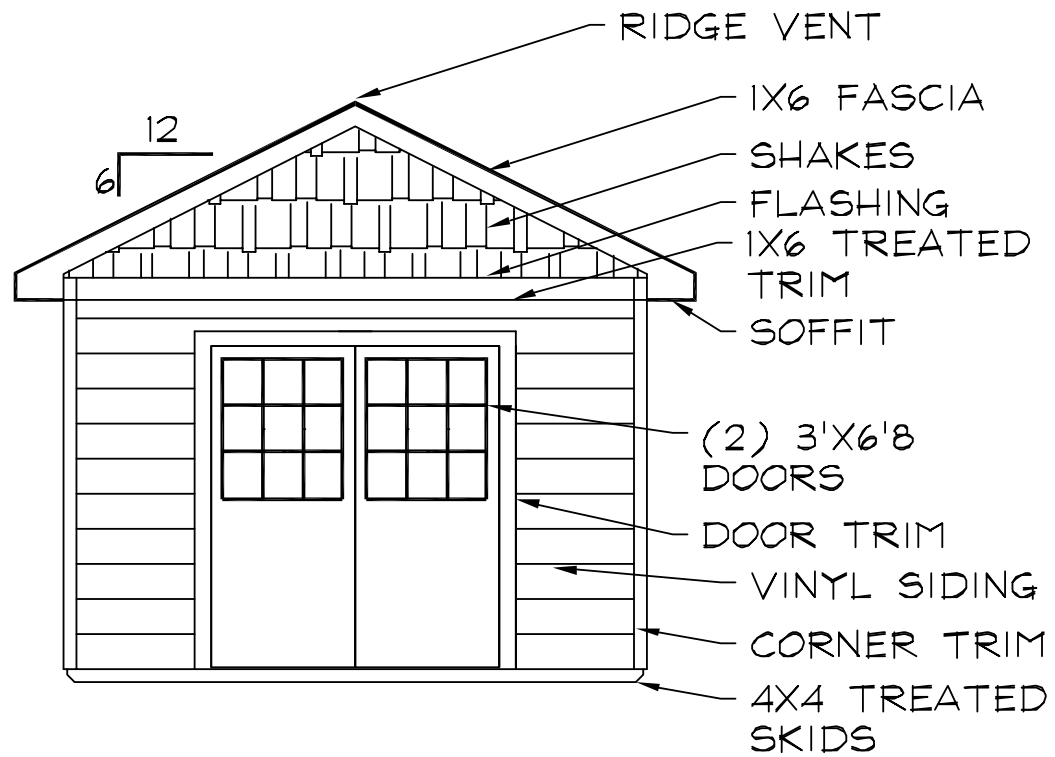 RIDGE VENT
1X6 FASCIA
12
SHAKES
6
FLASHING
1X6 TREATED
TRIM
SOFFIT
(2) 3'X6'8
DOORS
DOOR TRIM
VINYL SIDING
CORNER TRIM
4X4 TREATED
SKIDS